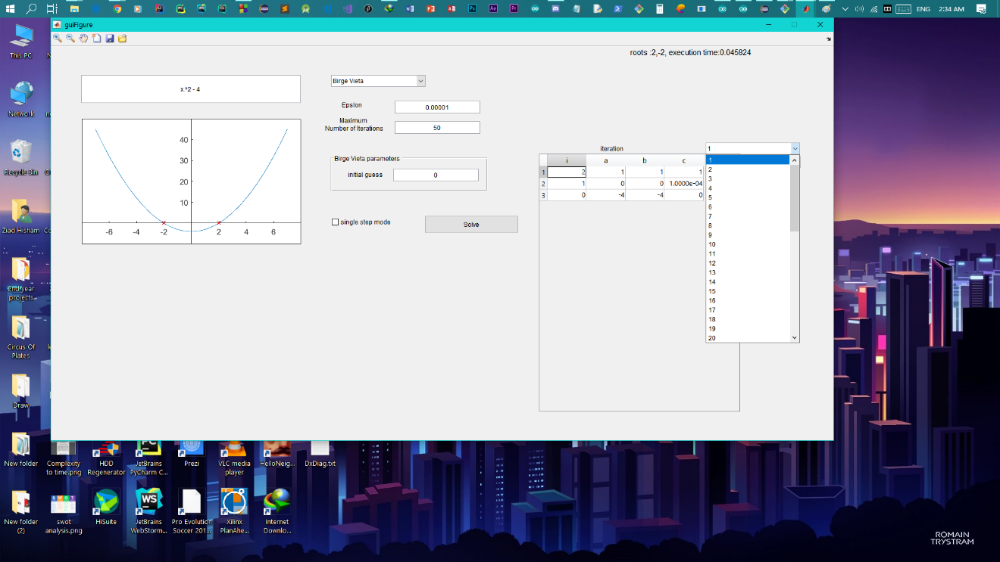 ENG 2:34 AM
guiFigure
roots :2,-2, execution time:0.045824
x.^2 - 4
Birge Vieta
Epslon
0.00001
Maximum
Number of Iterations
50
Birge Vieta parameters
initial guess
0
single step mode
Solve
40
30
20
10
-6 -4 -2 2 4 6
iteration
1
i a b c
1 2 1 1 1
2 1 0 0 1.0000e-04
3 0 -4 -4 0
1
2
3
4
5
6
7
8
9
10
11
12
13
14
15
16
17
18
19
20
This PC
Network
Recycle Bin
Ziad Hisham
2nd year
projects
Circus Of
Plates
Draw
New folder
Complexity
to time.png
HDD
Regenerator
JetBrains
PyCharm C...
Prezi
VLC media
player
HelloNeig...
DxDiag.txt
New folder
(2)
swot
analysis.png
HiSuite
JetBrains
WebStorm...
Pro Evolution
Soccer 201...
Xilinx
PlanAhe...
Internet
Downlo...
ROMAIN
TRYSTRAM